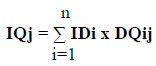 n
IQj = ∑ IDi x DQij
i=1